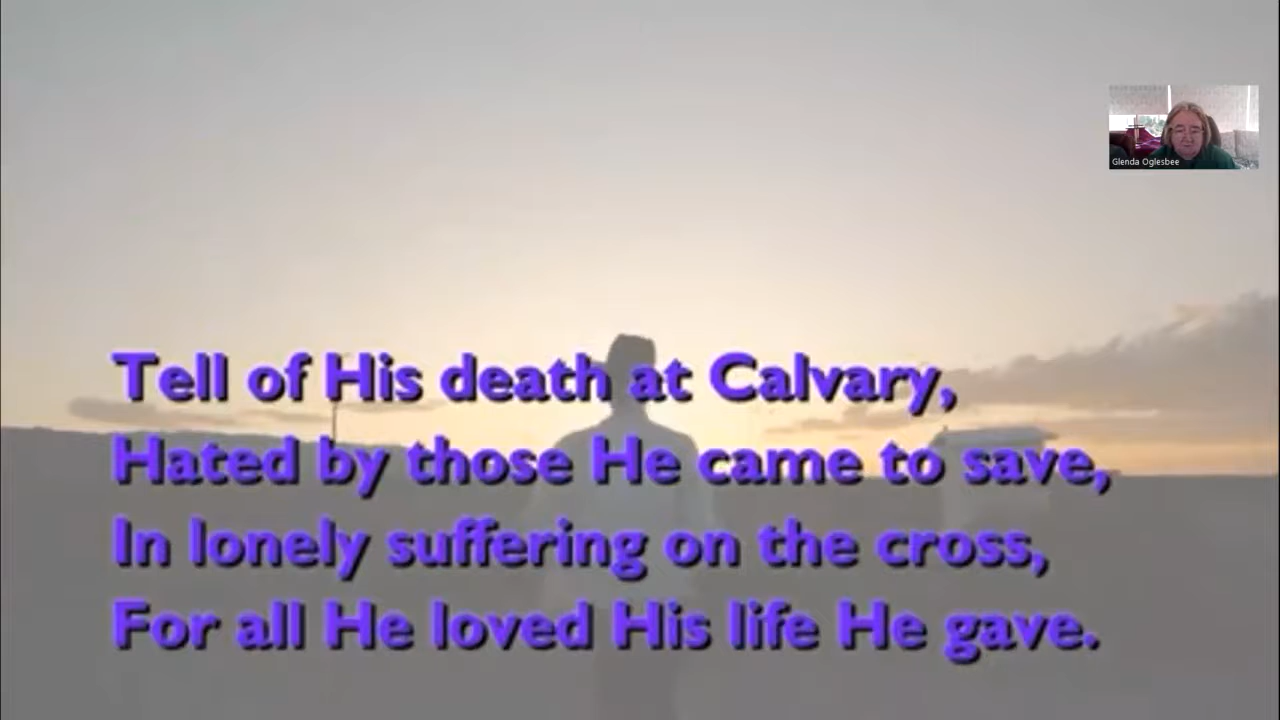 Glenda Oglesbee
Tell of His death at Calvary,
Hated by those He came to save,
In lonely suffering on the cross,
For all He loved His life He gave.